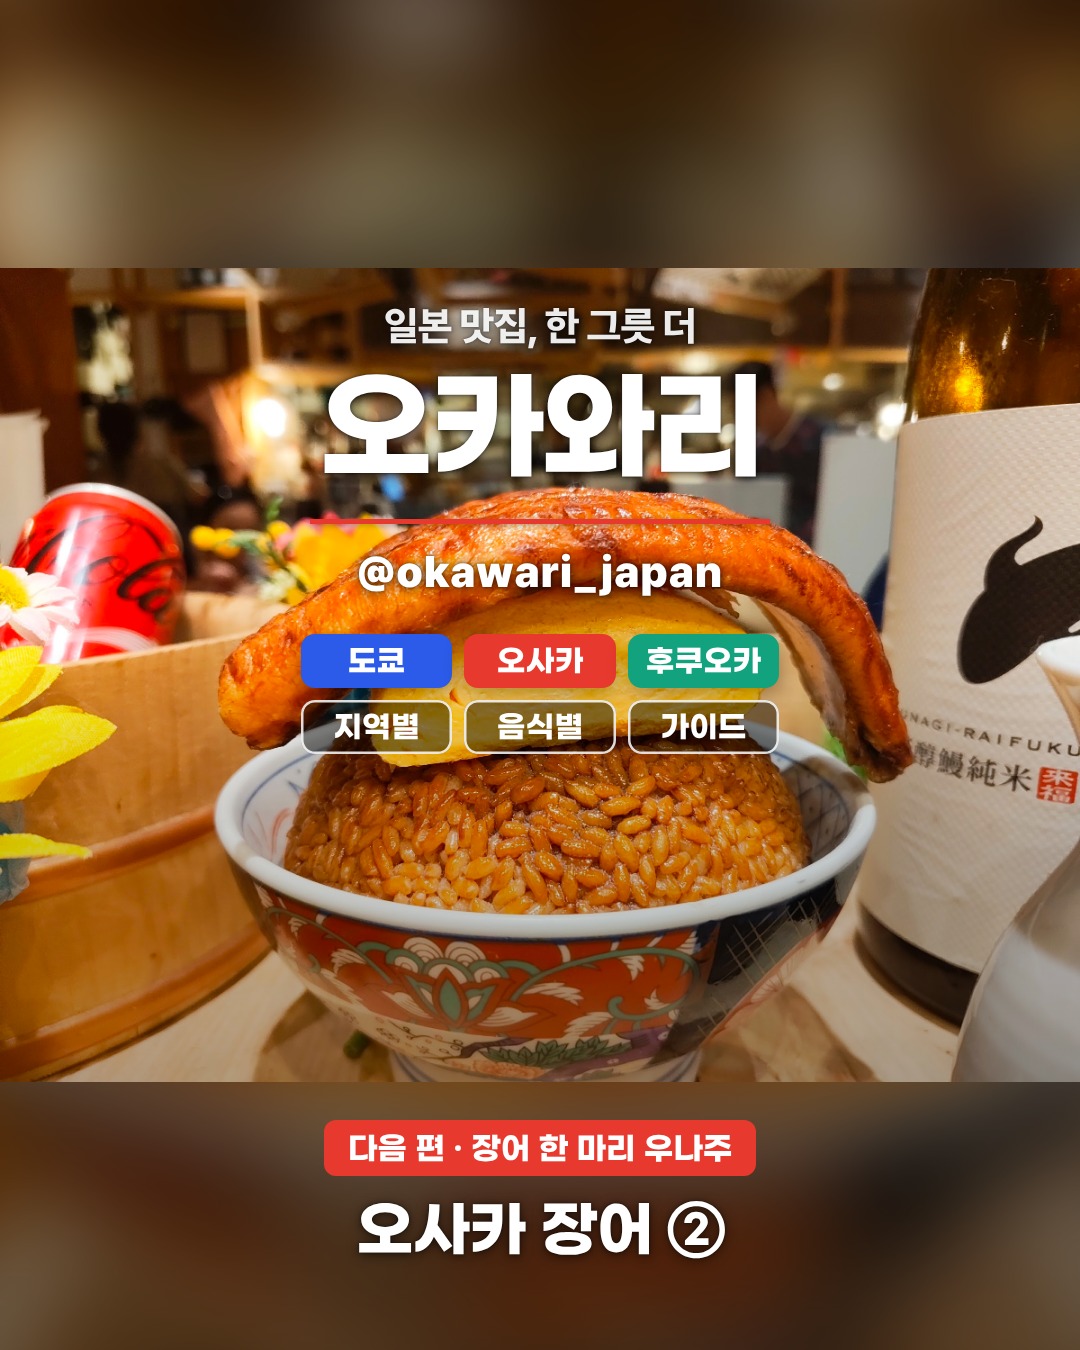 일본 맛집, 한 그릇 더
오카와리
@okawari_japan
도쿄 오사카 후쿠오카
지역별 음식별 가이드
UNAGI-RAIFUKU
鰻純米
来福
다음 편 · 장어 한 마리 우나주
오사카 장어 ②